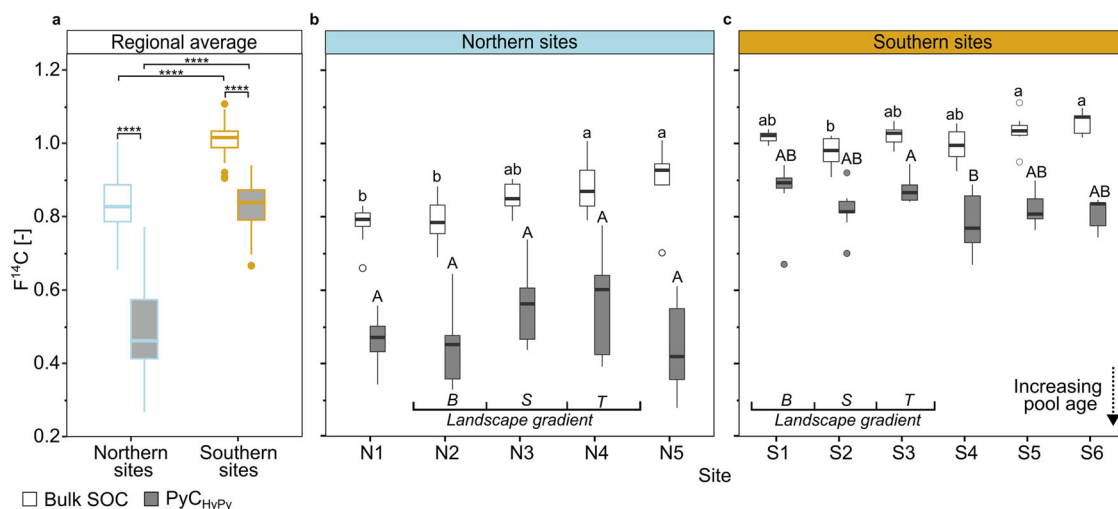 a
Regional average
b
Northern sites
c
Southern sites
F¹⁴C [-]
1.2
1.0
0.8
0.6
0.4
0.2
****
****
****
****
Northern sites
Southern sites
b b ab a a
A A A A A
B S T
Landscape gradient
N1 N2 N3 N4 N5
ab b ab ab a a
AB AB A B AB AB
B S T
Landscape gradient
Increasing
pool age
S1 S2 S3 S4 S5 S6
Site
Bulk SOC PyC_HyPy